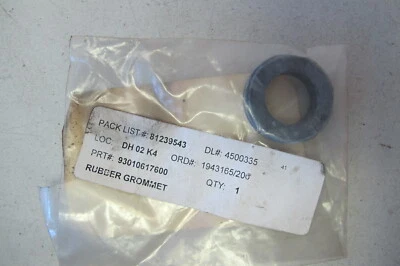 PACK LIST #: 81239543 DL#: 4500335
LOC: DH 02 K4 ORD#: 1943165/200
PRT#: 93010617600 QTY: 1
RUBBER GROMMET